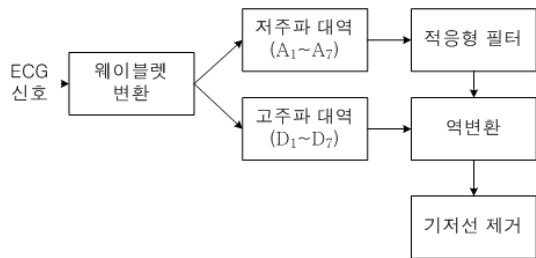 ECG
신호
웨이블렛
변환
저주파 대역
(A₁~A₇)
적응형 필터
고주파 대역
(D₁~D₇)
역변환
기저선 제거